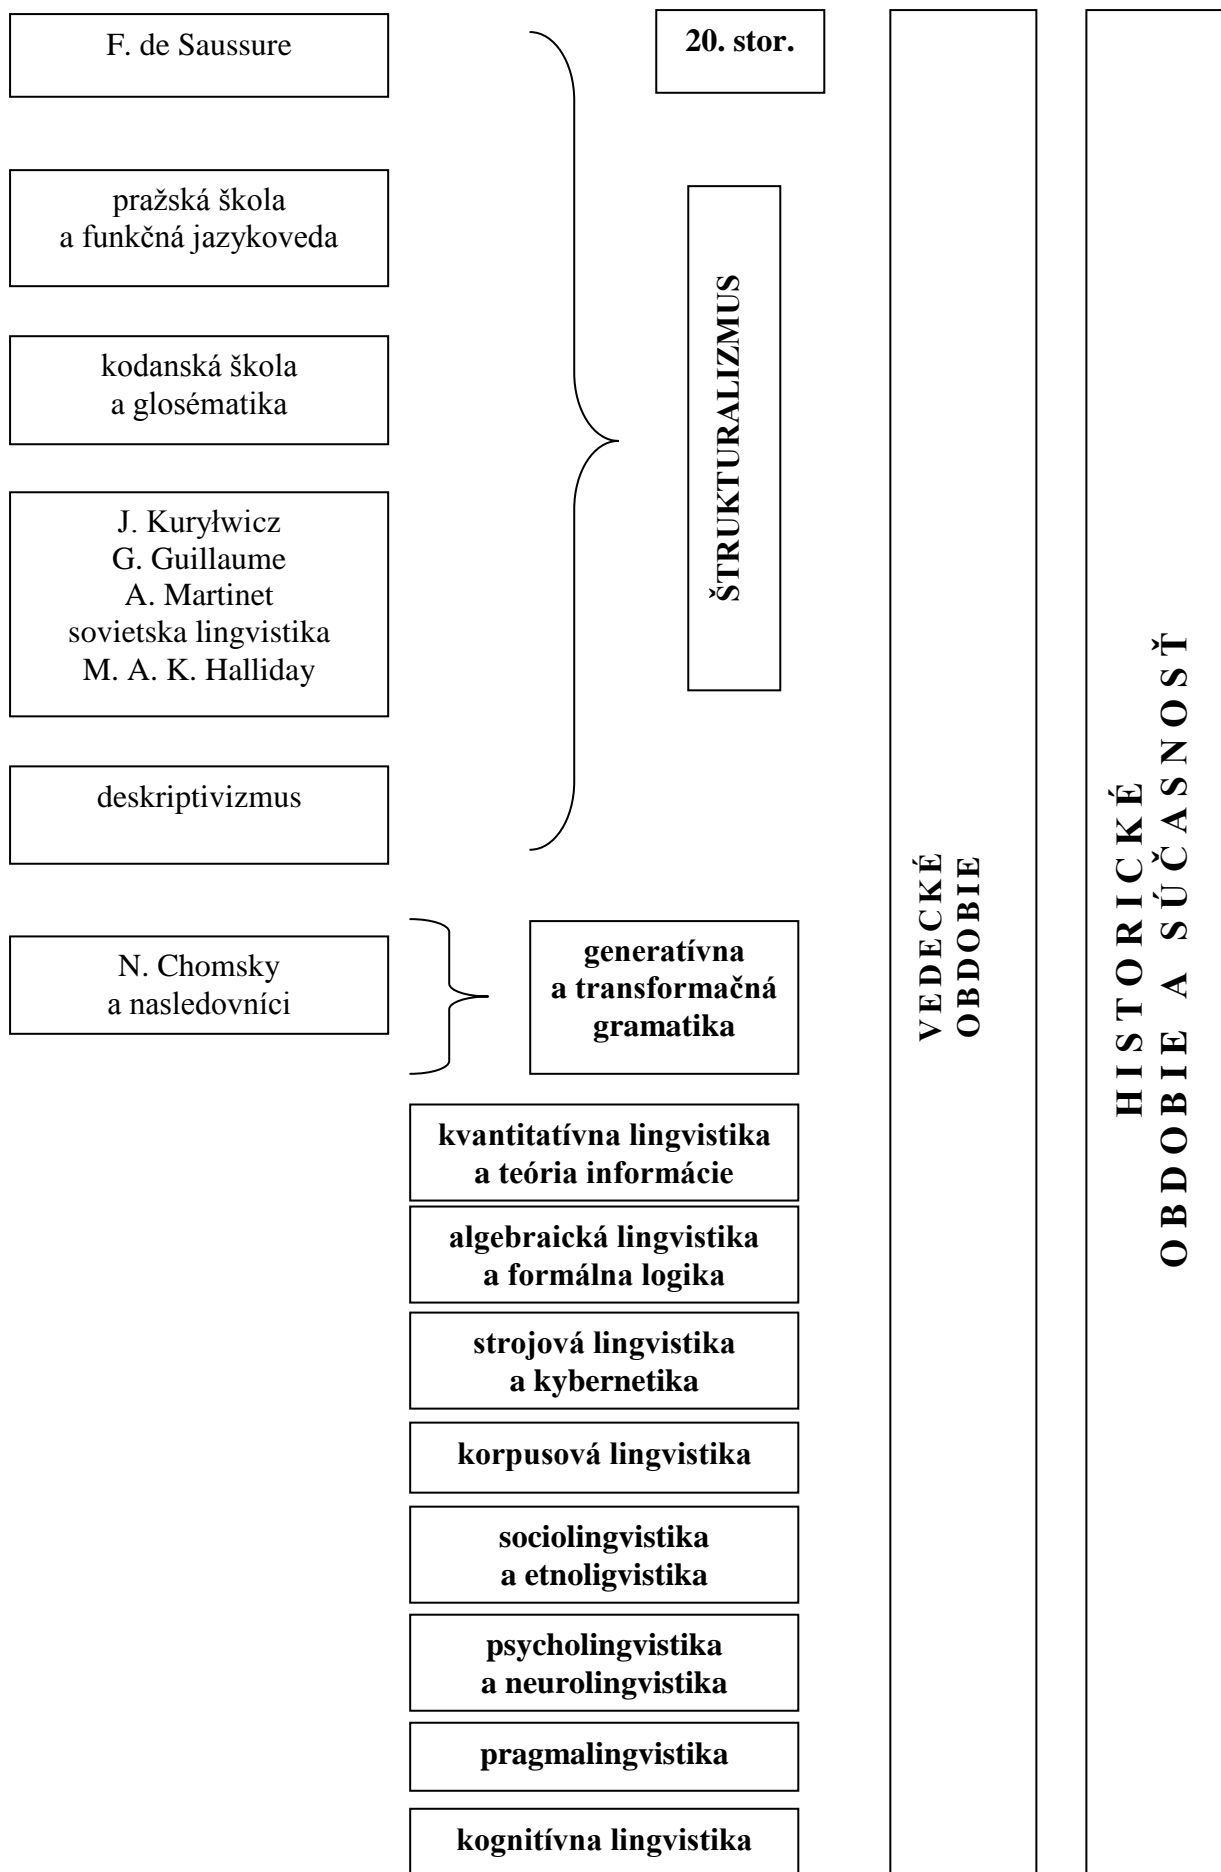 F. de Saussure
20. stor.
pražská škola
a funkčná jazykoveda
kodanská škola
a glosématika
J. Kuryłwicz
G. Guillaume
A. Martinet
sovietska lingvistika
M. A. K. Halliday
deskriptivizmus
ŠTRUKTURALIZMUS
N. Chomsky
a nasledovníci
generatívna
a transformačná
gramatika
kvantitatívna lingvistika
a teória informácie
algebraická lingvistika
a formálna logika
strojová lingvistika
a kybernetika
korpusová lingvistika
sociolingvistika
a etnoligvistika
psycholingvistika
a neurolingvistika
pragmalingvistika
kognitívna lingvistika
VEDECKÉ
OBDOBIE
HISTORICKÉ
OBDOBIE A SÚČASNOSŤ